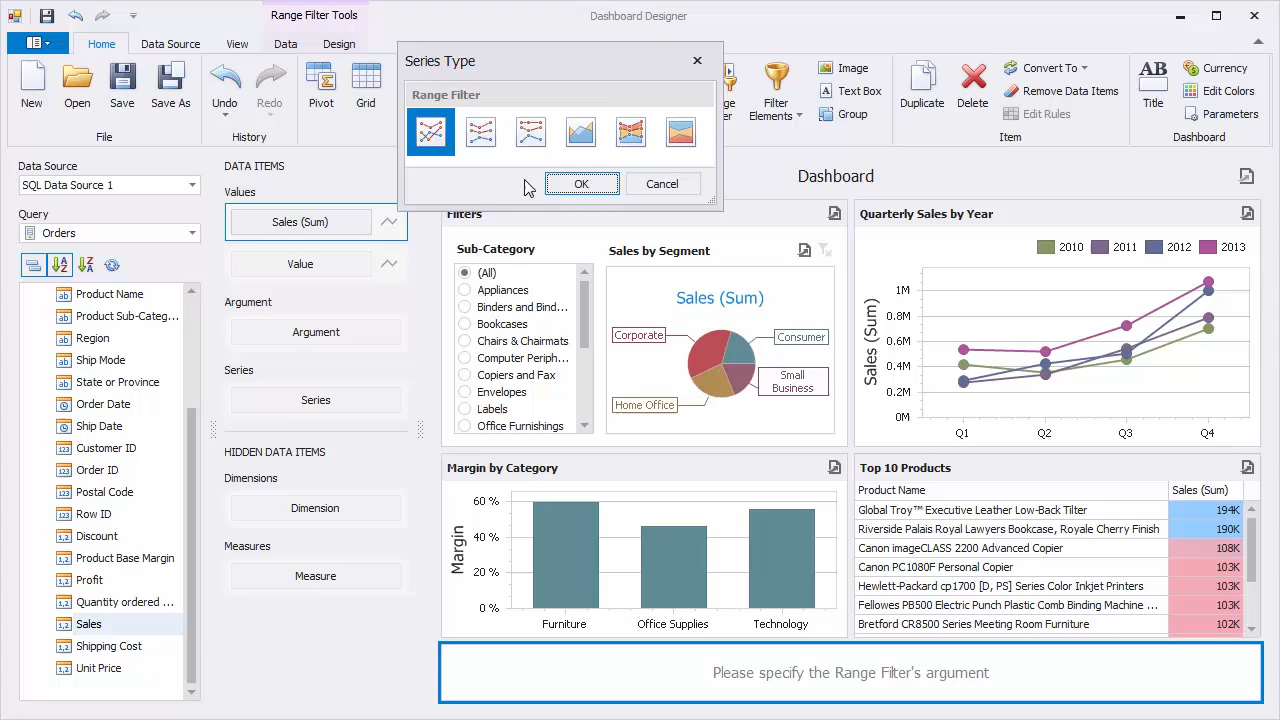 Range Filter Tools
Dashboard Designer
Home
Data Source
View
Data
Design
New
Open
Save
Save As
Undo
Redo
Pivot
Grid
Filter
Elements
Image
Text Box
Group
Duplicate
Delete
Convert To
Remove Data Items
Edit Rules
AB
Title
Currency
Edit Colors
Parameters
File
History
Item
Dashboard
Series Type
Range Filter
OK
Cancel
Data Source
SQL Data Source 1
Query
Orders
Product Name
Product Sub-Categ...
Region
Ship Mode
State or Province
Order Date
Ship Date
Customer ID
Order ID
Postal Code
Row ID
Discount
Product Base Margin
Profit
Quantity ordered ...
Sales
Shipping Cost
Unit Price
DATA ITEMS
Values
Sales (Sum)
Value
Argument
Argument
Series
Series
HIDDEN DATA ITEMS
Dimensions
Dimension
Measures
Measure
Dashboard
Filters
Sub-Category
(All)
Appliances
Binders and Bind...
Bookcases
Chairs & Chairmats
Computer Periph...
Copiers and Fax
Envelopes
Labels
Office Furnishings
Sales by Segment
Sales (Sum)
Corporate
Consumer
Small
Business
Home Office
Quarterly Sales by Year
2010
2011
2012
2013
Sales (Sum)
1M
0.8M
0.6M
0.4M
0.2M
0M
Q1
Q2
Q3
Q4
Margin by Category
Margin
60 %
40 %
20 %
0 %
Furniture
Office Supplies
Technology
Top 10 Products
Product Name
Sales (Sum)
Global Troy™ Executive Leather Low-Back Tilter
194K
Riverside Palais Royal Lawyers Bookcase, Royale Cherry Finish
190K
Canon imageCLASS 2200 Advanced Copier
108K
Canon PC1080F Personal Copier
103K
Hewlett-Packard cp1700 [D, PS] Series Color Inkjet Printers
103K
Fellowes PB500 Electric Punch Plastic Comb Binding Machine ...
102K
Bretford CR8500 Series Meeting Room Furniture
102K
Please specify the Range Filter's argument